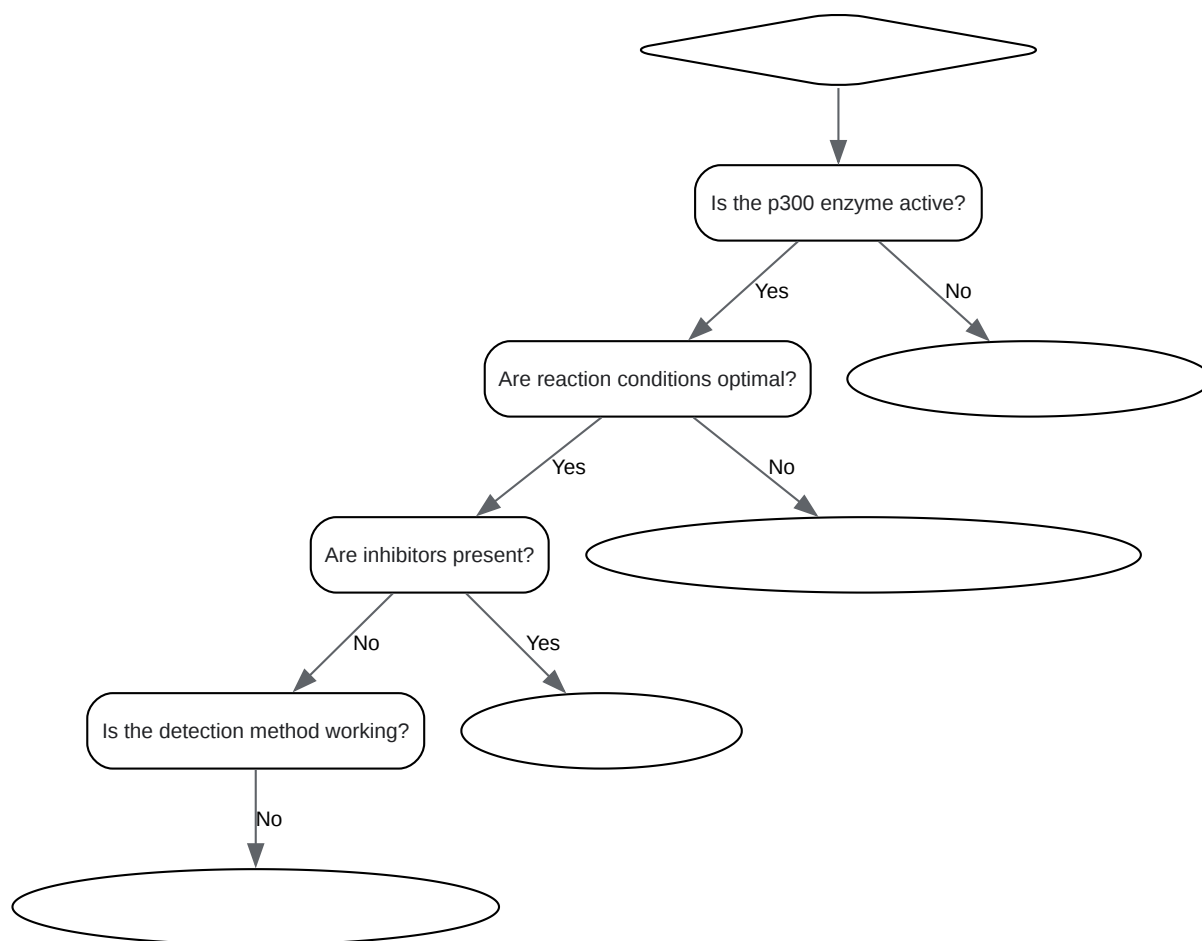 Is the p300 enzyme active?
Yes
No
Are reaction conditions optimal?
Yes
No
Are inhibitors present?
No
Yes
Is the detection method working?
No